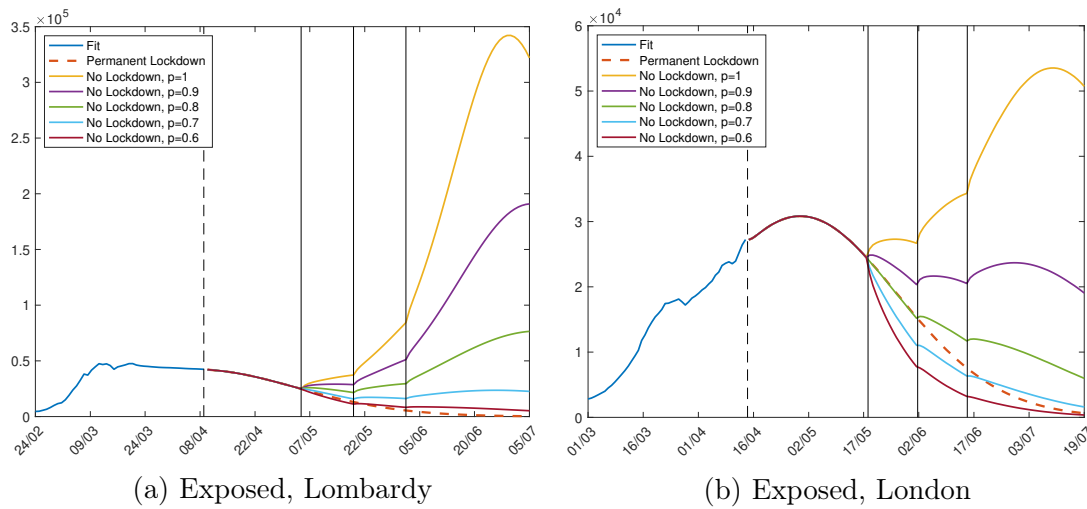 ×10^5
4
3.5
3
2.5
2
1.5
1
0.5
0
Fit
Permanent Lockdown
No Lockdown, p=1
No Lockdown, p=0.9
No Lockdown, p=0.8
No Lockdown, p=0.7
No Lockdown, p=0.6
24/02 09/03 24/03 08/04 22/04 07/05 22/05 05/06 20/06 05/07
(a) Exposed, Lombardy
×10^4
6
5
4
3
2
1
0
Fit
Permanent Lockdown
No Lockdown, p=1
No Lockdown, p=0.9
No Lockdown, p=0.8
No Lockdown, p=0.7
No Lockdown, p=0.6
01/03 16/03 01/04 16/04 02/05 17/05 02/06 17/06 03/07 19/07
(b) Exposed, London